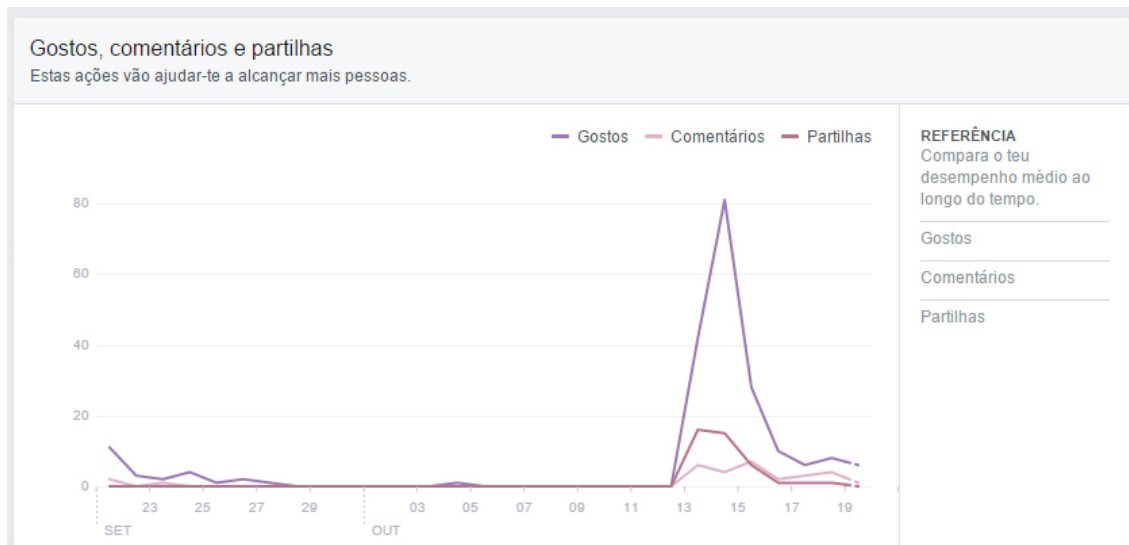 Gostos, comentários e partilhas
Estas ações vão ajudar-te a alcançar mais pessoas.
Gostos Comentários Partilhas
REFERÊNCIA
Compara o teu
desempenho médio ao
longo do tempo.
Gostos
Comentários
Partilhas
80
60
40
20
0
23 25 27 29 03 05 07 09 11 13 15 17 19
SET OUT